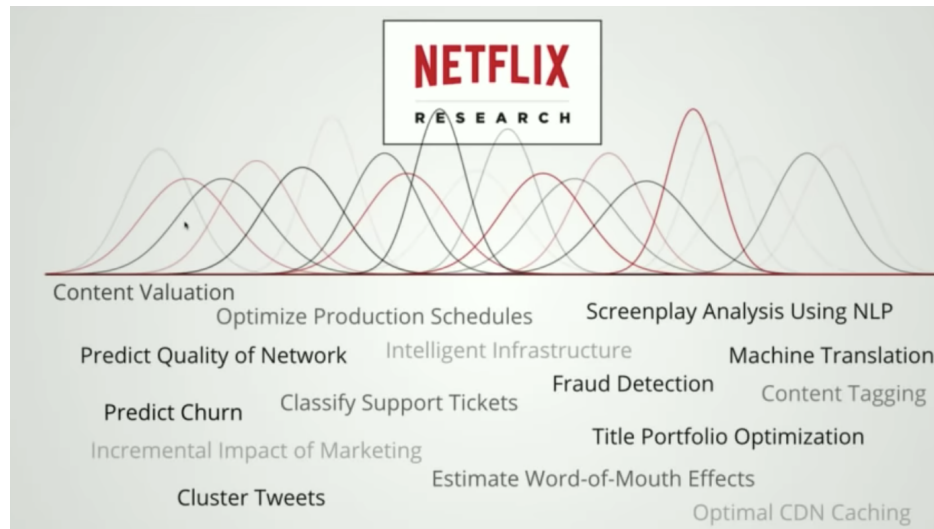 NETFLIX
RESEARCH
Content Valuation
Optimize Production Schedules
Screenplay Analysis Using NLP
Predict Quality of Network
Intelligent Infrastructure
Machine Translation
Fraud Detection
Content Tagging
Predict Churn
Classify Support Tickets
Title Portfolio Optimization
Incremental Impact of Marketing
Estimate Word-of-Mouth Effects
Cluster Tweets
Optimal CDN Caching